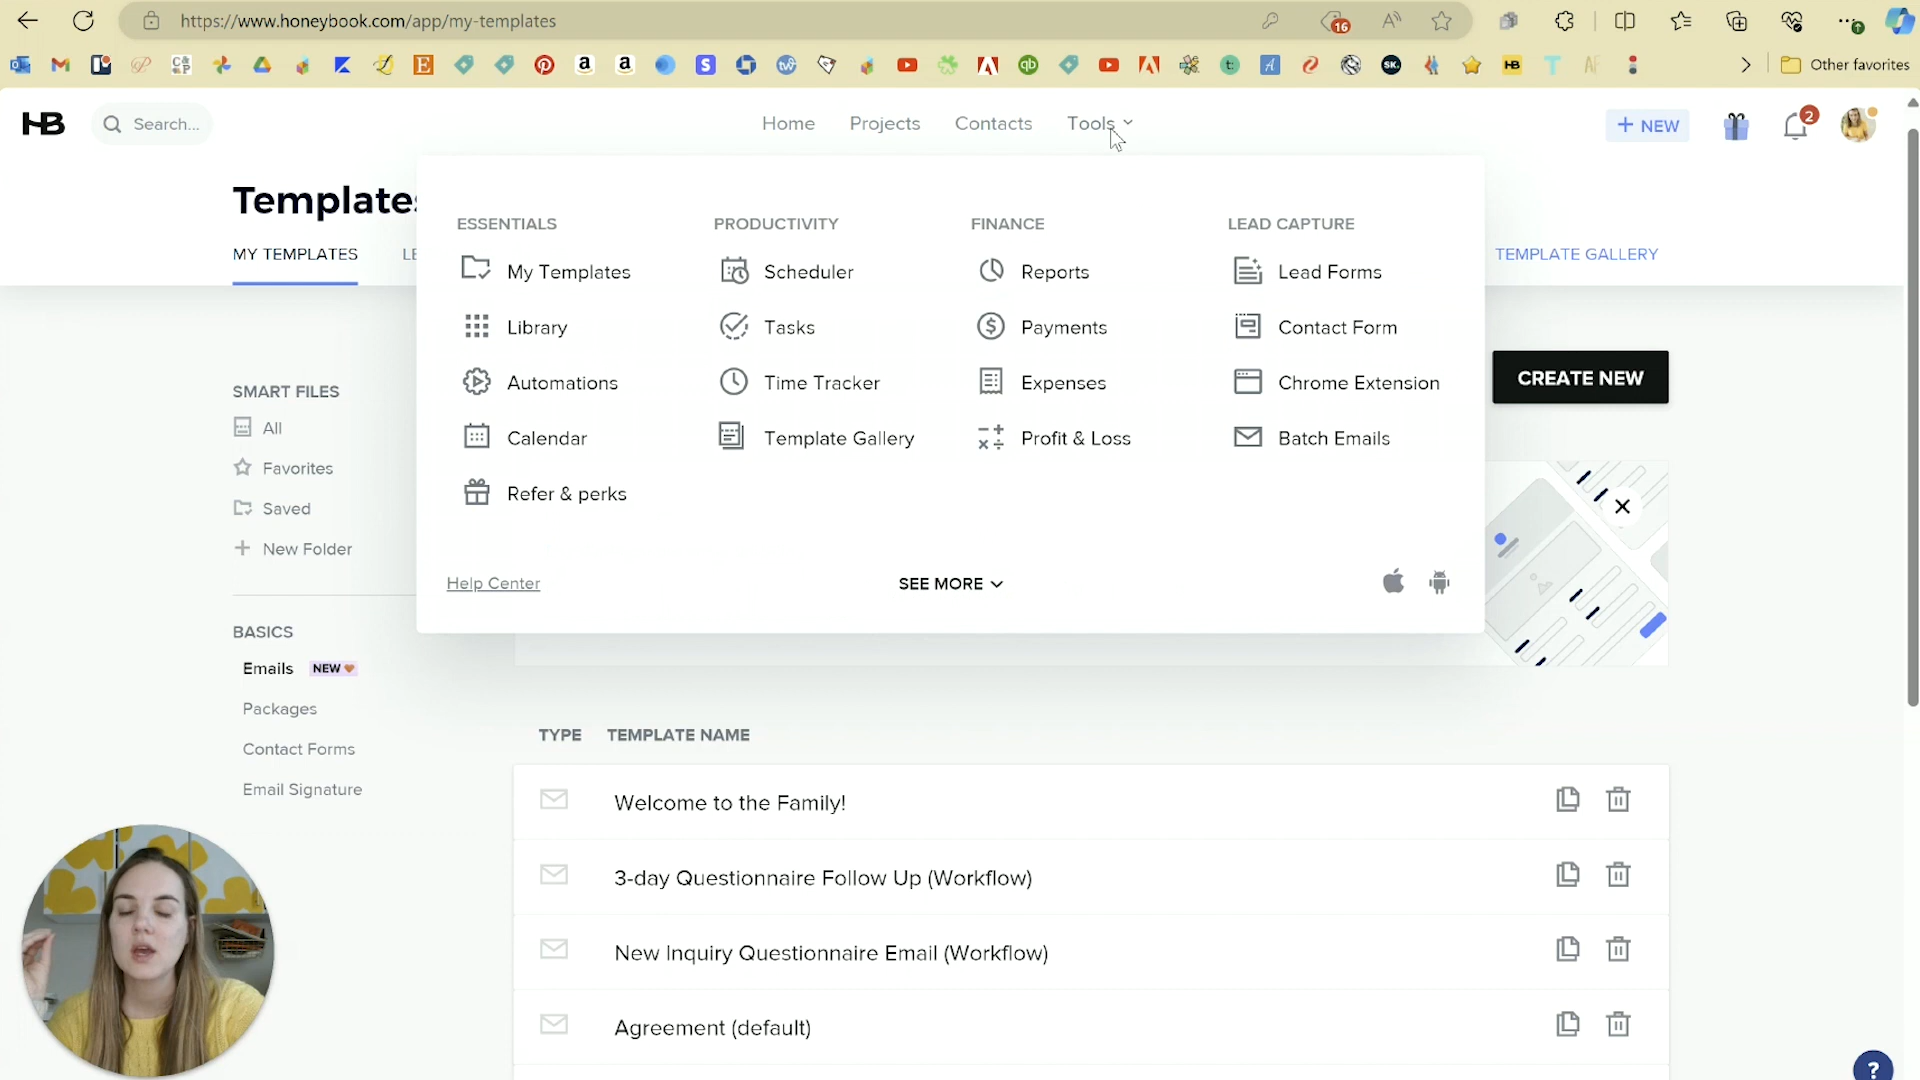 https://www.honeybook.com/app/my-templates
16
Other favorites
HB
Search...
Home
Projects
Contacts
Tools
+ NEW
2
Templates
MY TEMPLATES
LE
TEMPLATE GALLERY
ESSENTIALS
My Templates
Library
Automations
Calendar
Refer & perks
PRODUCTIVITY
Scheduler
Tasks
Time Tracker
Template Gallery
FINANCE
Reports
Payments
Expenses
Profit & Loss
LEAD CAPTURE
Lead Forms
Contact Form
Chrome Extension
Batch Emails
Help Center
SEE MORE
SMART FILES
All
Favorites
Saved
New Folder
BASICS
Emails NEW
Packages
Contact Forms
Email Signature
CREATE NEW
TYPE TEMPLATE NAME
Welcome to the Family!
3-day Questionnaire Follow Up (Workflow)
New Inquiry Questionnaire Email (Workflow)
Agreement (default)
?